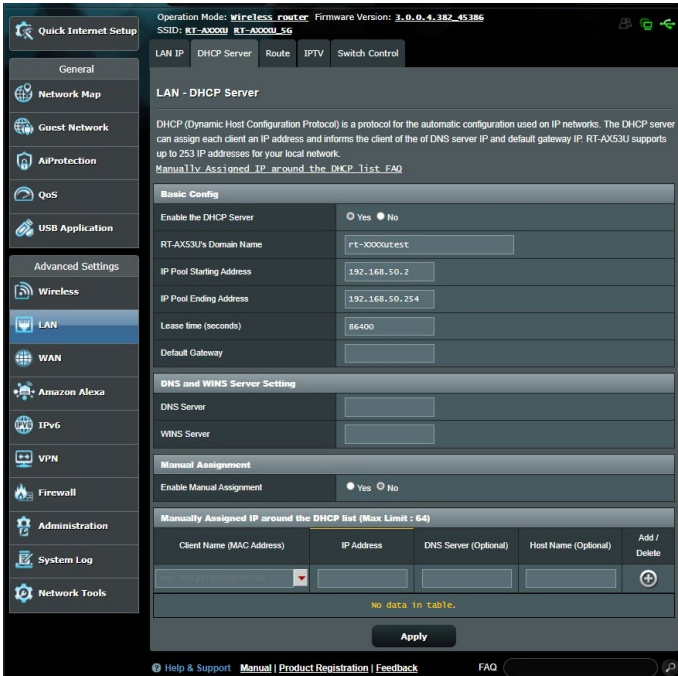 Quick Internet Setup
General
Network Map
Guest Network
AiProtection
QoS
USB Application
Advanced Settings
Wireless
LAN
WAN
Amazon Alexa
IPv6
VPN
Firewall
Administration
System Log
Network Tools
Operation Mode: Wireless router Firmware Version: 3.0.0.4.382_45386
SSID: RT-AXXXU RT-AXXXU_5G
LAN IP DHCP Server Route IPTV Switch Control
LAN - DHCP Server
DHCP (Dynamic Host Configuration Protocol) is a protocol for the automatic configuration used on IP networks. The DHCP server
can assign each client an IP address and informs the client of the of DNS server IP and default gateway IP. RT-AX53U supports
up to 253 IP addresses for your local network.
Manually Assigned IP around the DHCP list FAQ
Basic Config
Enable the DHCP Server Yes No
RT-AX53U's Domain Name rt-XXXXutest
IP Pool Starting Address 192.168.50.2
IP Pool Ending Address 192.168.50.254
Lease time (seconds) 86400
Default Gateway
DNS and WINS Server Setting
DNS Server
WINS Server
Manual Assignment
Enable Manual Assignment Yes No
Manually Assigned IP around the DHCP list (Max Limit : 64)
Client Name (MAC Address) IP Address DNS Server (Optional) Host Name (Optional) Add / Delete
No data in table.
Apply
Help & Support Manual | Product Registration | Feedback FAQ